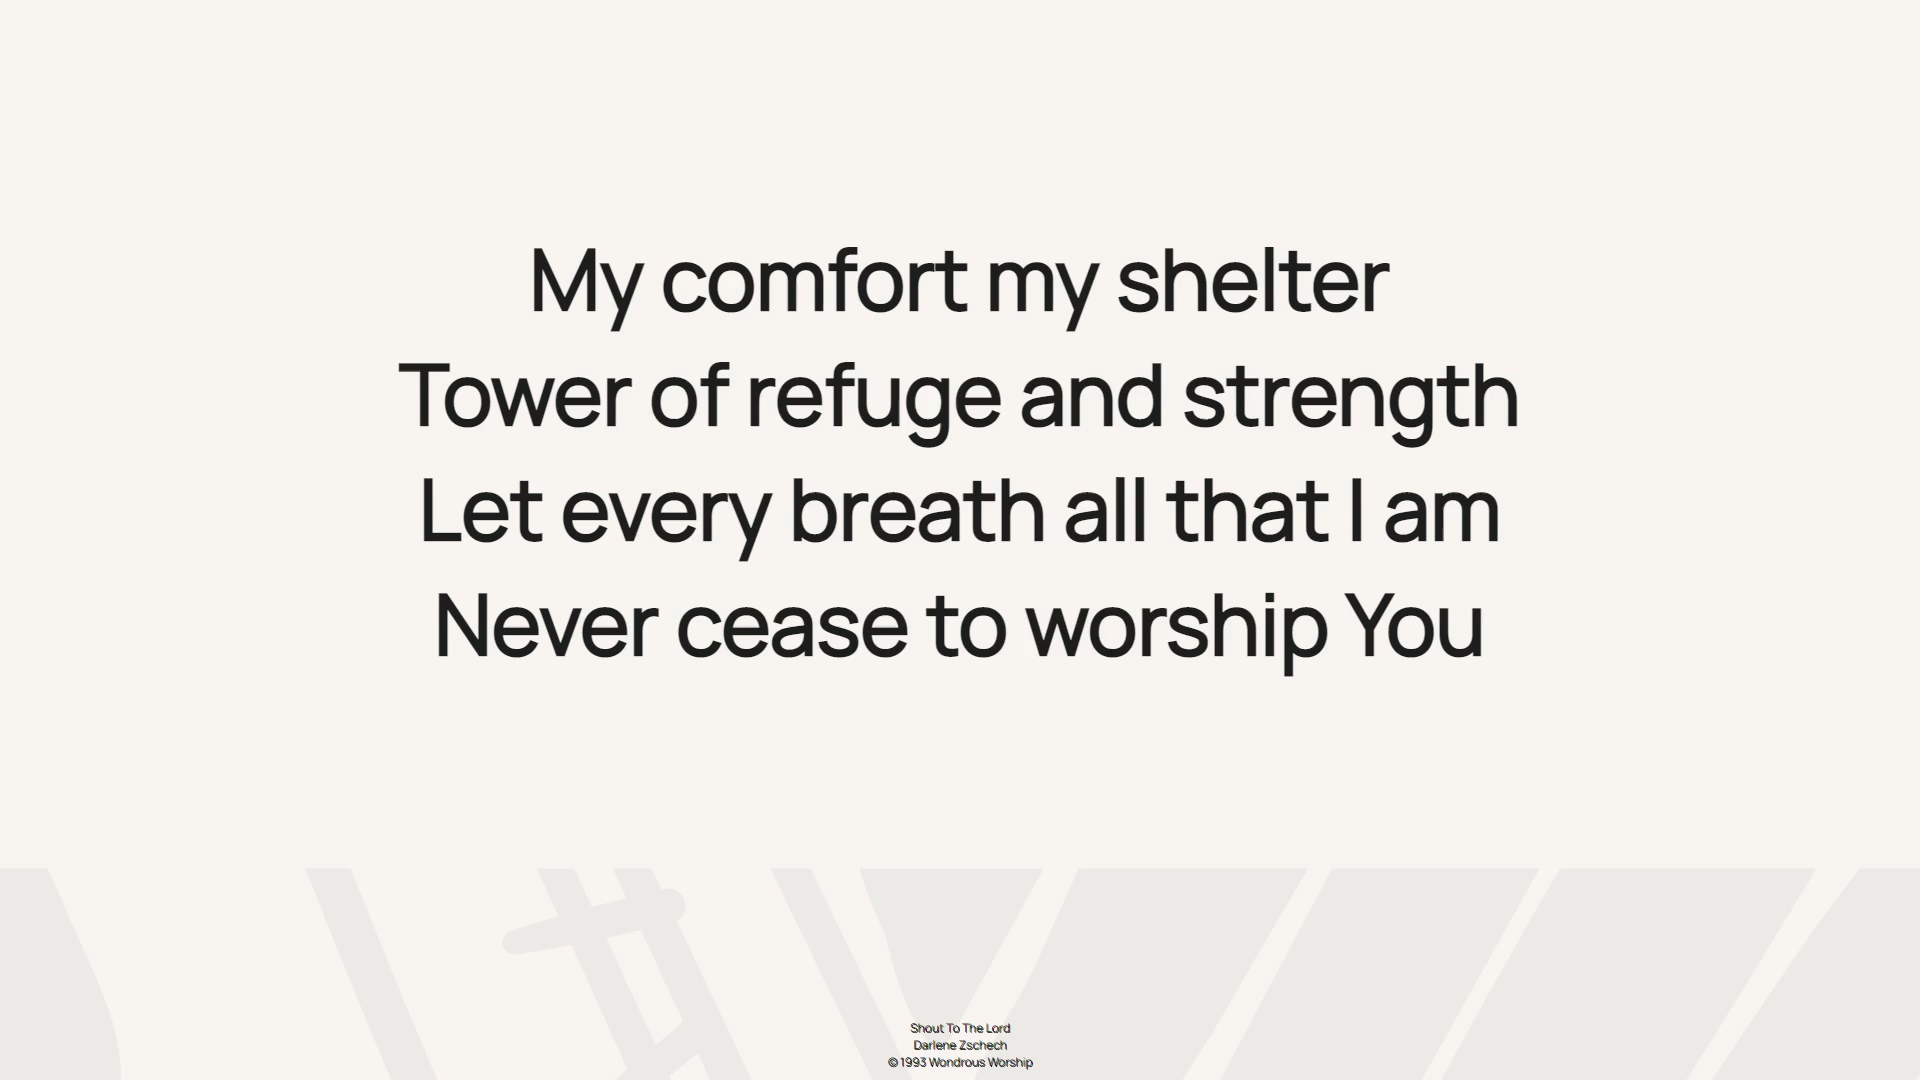 My comfort my shelter
Tower of refuge and strength
Let every breath all that I am
Never cease to worship You
Shout To The Lord
Darlene Zschech
© 1993 Wondrous Worship